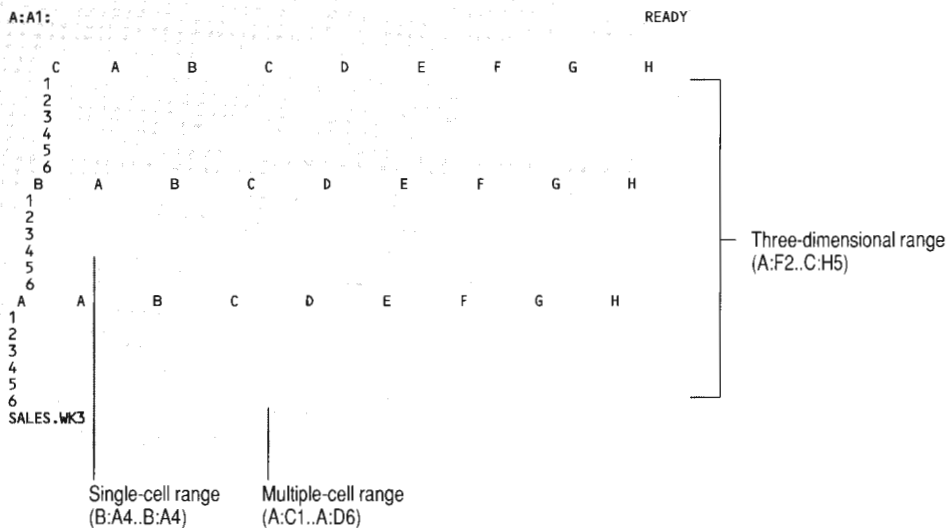 A:A1: READY
C A B C D E F G H
1
2
3
4
5
6
B A B C D E F G H
1
2
3
4
5
6
A A B C D E F G H
1
2
3
4
5
6
SALES.WK3
Three-dimensional range
(A:F2..C:H5)
Single-cell range
(B:A4..B:A4)
Multiple-cell range
(A:C1..A:D6)